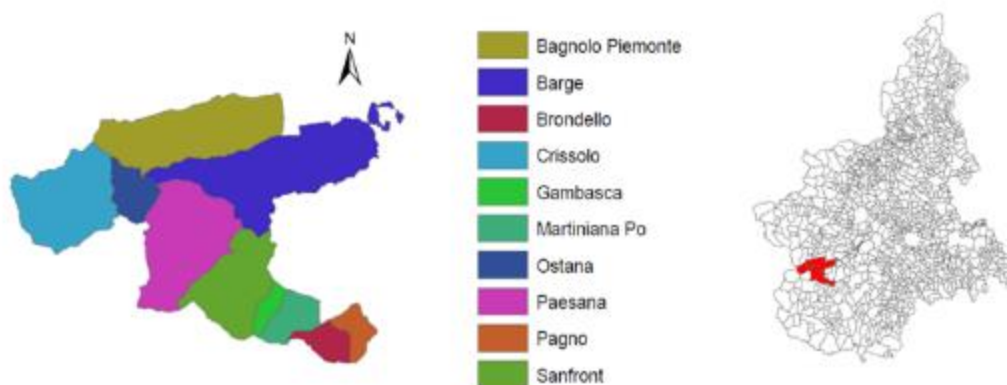 N
Bagnolo Piemonte
Barge
Brondello
Crissolo
Gambasca
Martiniana Po
Ostana
Paesana
Pagno
Sanfront